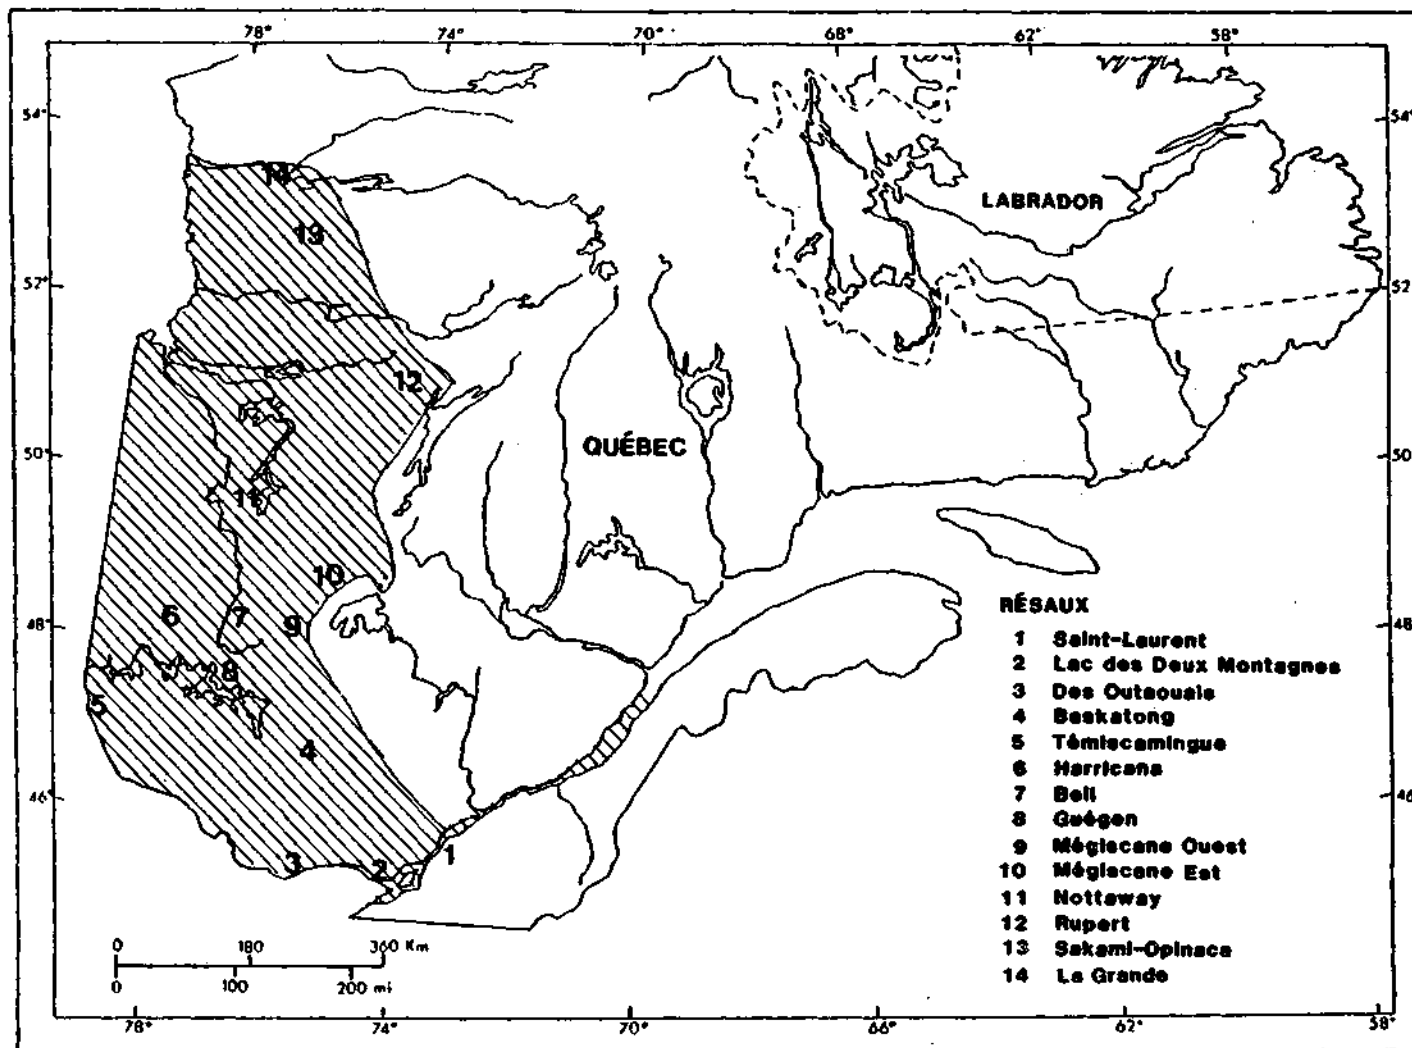 78° 74° 70° 68° 62° 58°
54° 54°
14
LABRADOR
13
57° 52°
12
QUÉBEC
50° 50
11
10
RÉSAUX
6 7 9
48° 48
1 Saint-Laurent
2 Lac des Deux Montagnes
8
3 Des Outaouais
5
4 Baskatong
4
5 Témiscamingue
6 Harricana
46° 46
7 Bell
8 Guégen
9 Mégiscane Ouest
3 2 1
10 Mégiscane Est
11 Nottaway
12 Rupert
0 180 360 Km
13 Sakami-Opinaca
14 La Grande
0 100 200 mi
78° 74° 70° 66° 62° 58°